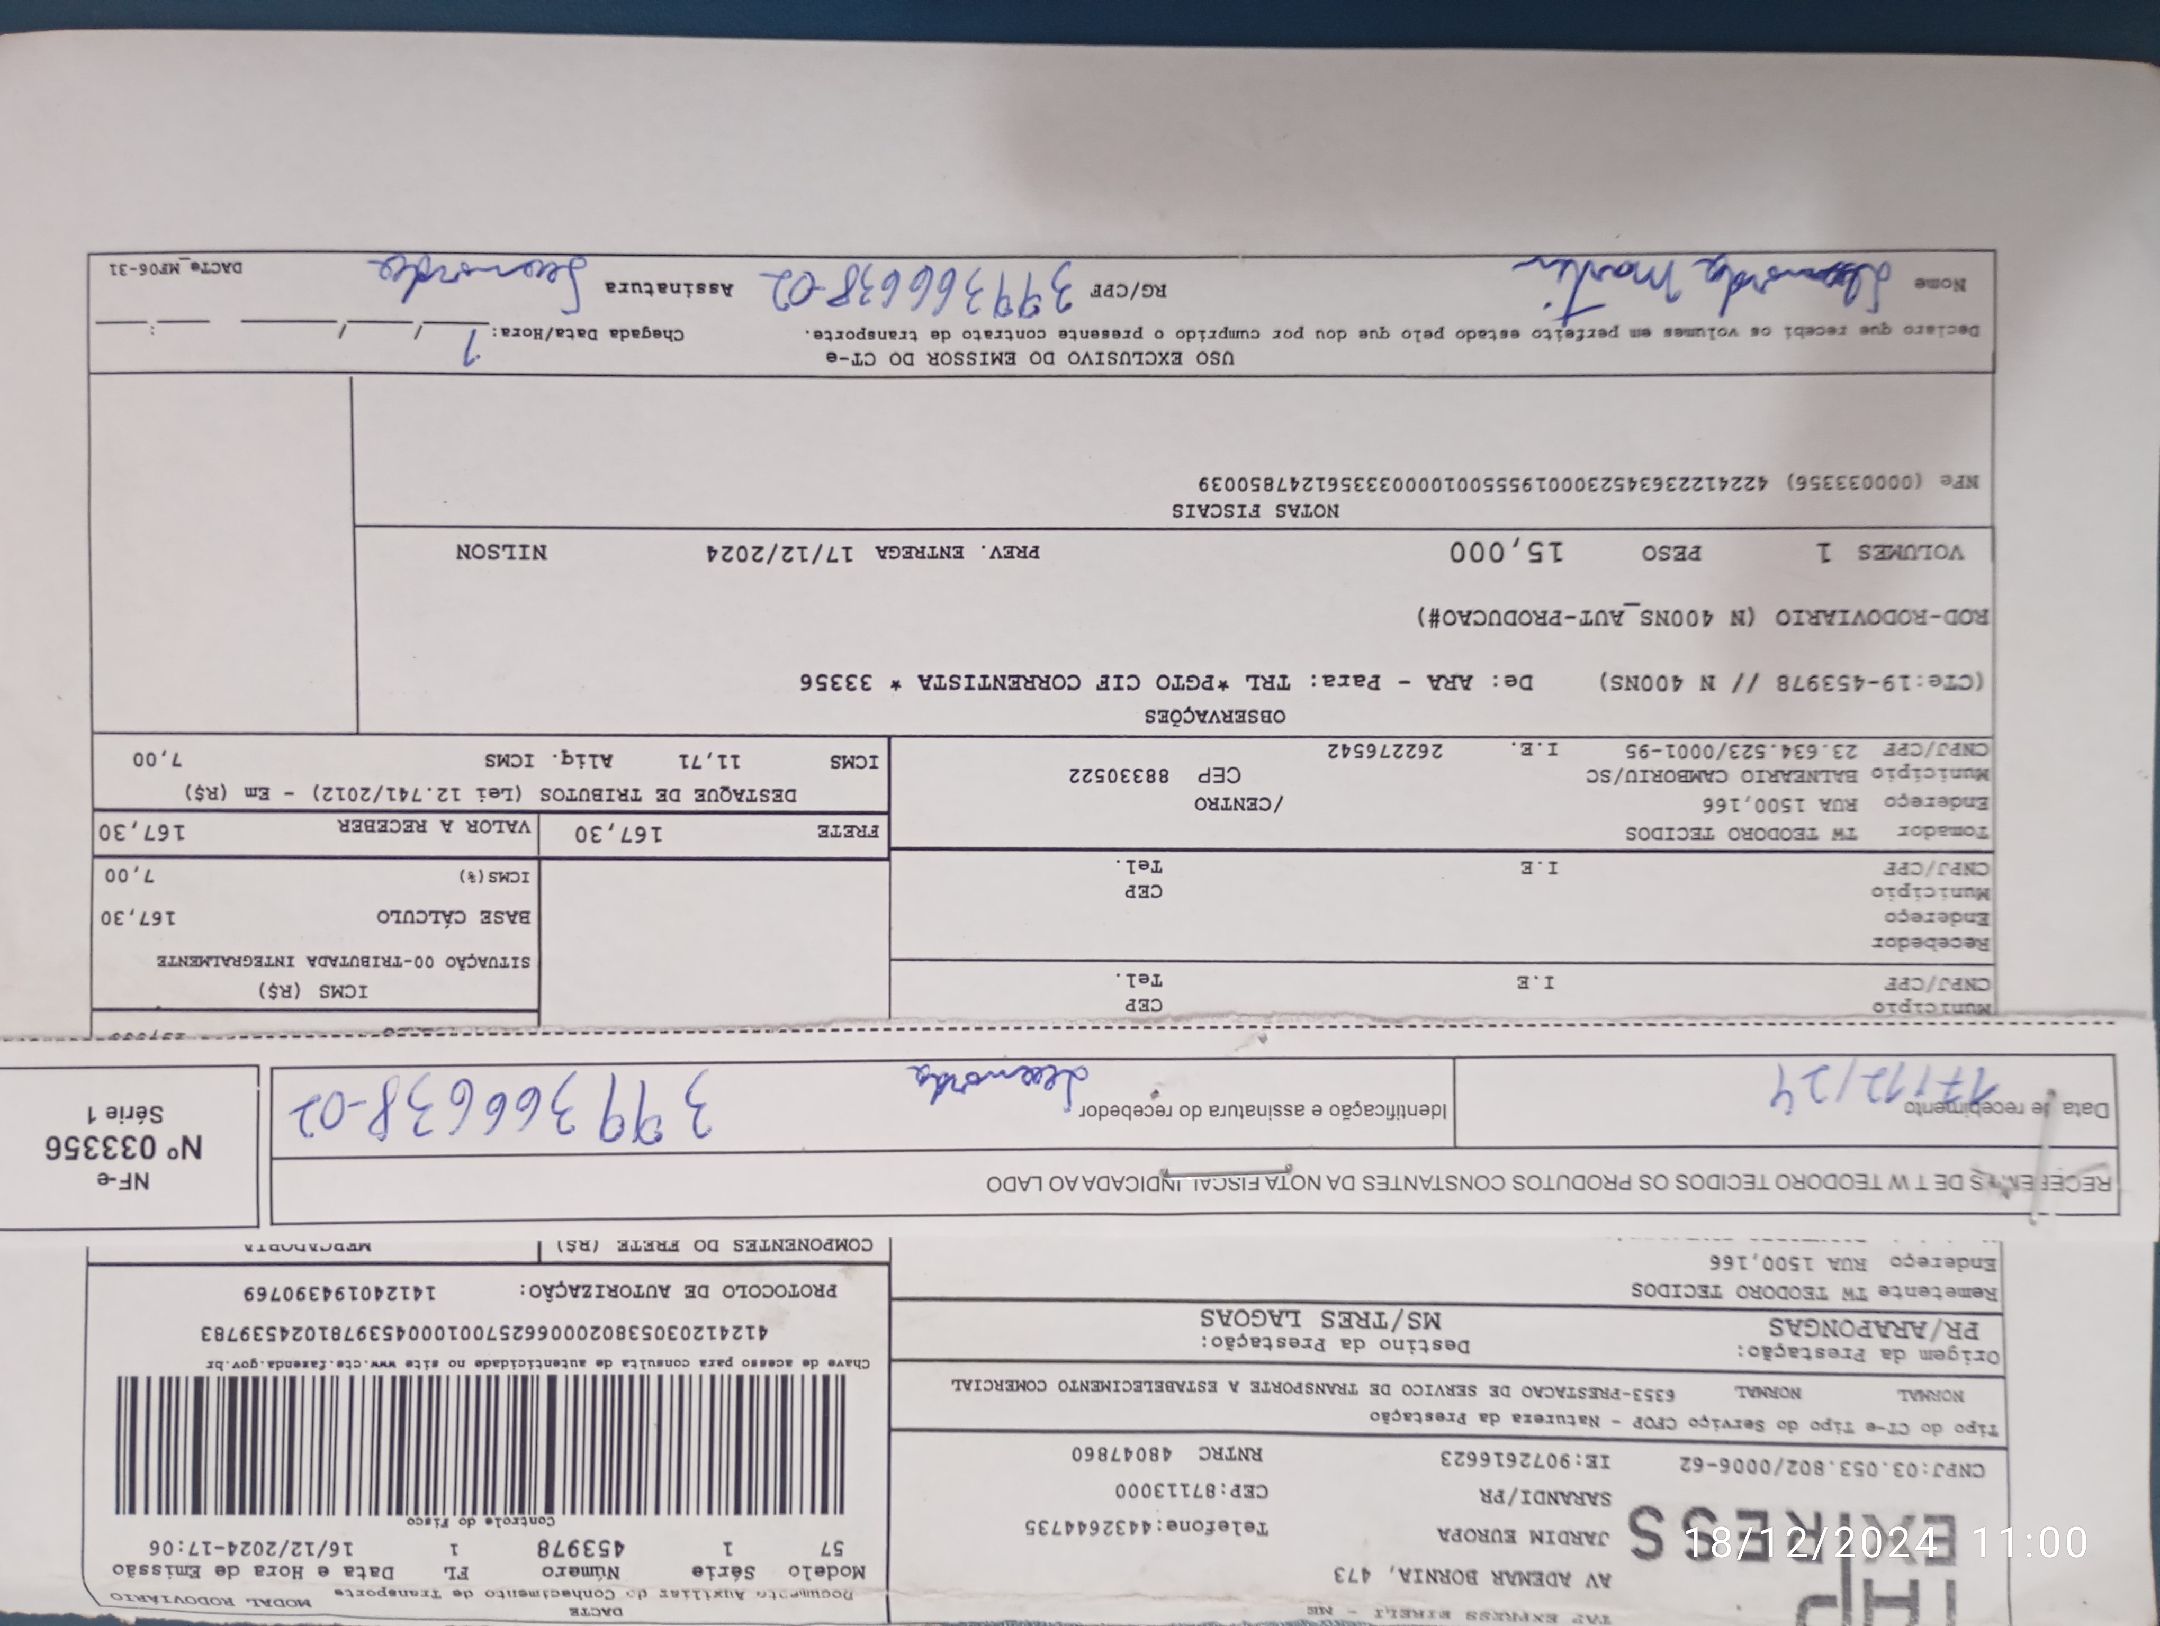 TAP EXPRESS EIRELI - ME
TAP
EXPRESS
AV ADEMAR BORNIA, 473
JARDIM EUROPA Telefone:4432644735
SARANDI/PR CEP:87113000
CNPJ:03.053.802/0006-62 IE:9072616623 RNTRC 48047860
DACTE
Documento Auxiliar do Conhecimento de Transporte MODAL RODOVIÁRIO
Modelo Série Número FL Data e Hora de Emissão
57 1 453978 1 16/12/2024-17:06
Controle do Fisco
Chave de acesso para consulta de autenticidade no site www.cte.fazenda.gov.br
41241203053802000662570010004539781024539783
PROTOCOLO DE AUTORIZAÇÃO: 141240194390769
Tipo do CT-e Tipo do Serviço CFOP - Natureza da Prestação
NORMAL NORMAL 6353-PRESTACAO DE SERVICO DE TRANSPORTE A ESTABELECIMENTO COMERCIAL
Origem da Prestação: Destino da Prestação:
PR/ARAPONGAS MS/TRES LAGOAS
Remetente TW TEODORO TECIDOS
Endereço RUA 1500,166
COMPONENTES DO FRETE (R$) MERCADORIA
RECEBEMOS DE T W TEODORO TECIDOS OS PRODUTOS CONSTANTES DA NOTA FISCAL INDICADA AO LADO
Data de recebimento 17/12/24
Identificação e assinatura do recebedor Leonorda 399366638-02
NF-e
Nº 033356
Série 1
Município CEP
CNPJ/CPF I.E Tel.
ICMS (R$)
SITUAÇÃO 00-TRIBUTADA INTEGRALMENTE
BASE CÁLCULO 167,30
ICMS(%) 7,00
Recebedor
Endereço
Município CEP
CNPJ/CPF I.E Tel.
Tomador TW TEODORO TECIDOS
Endereço RUA 1500,166 /CENTRO
Município BALNEARIO CAMBORIU/SC CEP 88330522
CNPJ/CPF 23.634.523/0001-95 I.E. 262276542
FRETE 167,30 VALOR A RECEBER 167,30
DESTAQUE DE TRIBUTOS (Lei 12.741/2012) - Em (R$)
ICMS 11,71 Aliq. ICMS 7,00
OBSERVAÇÕES
(CTe:19-453978 // N 400NS) De: ARA - Para: TRL *PGTO CIF CORRENTISTA * 33356
ROD-RODOVIARIO (N 400NS_AUT-PRODUCAO#)
VOLUMES 1 PESO 15,000 PREV. ENTREGA 17/12/2024 NILSON
NOTAS FISCAIS
NFe (000033356) 42241223634523000195550010000333561247850039
USO EXCLUSIVO DO EMISSOR DO CT-e
Declaro que recebi os volumes em perfeito estado pelo que dou por cumprido o presente contrato de transporte. Chegada Data/Hora: 1 / / :
Nome Martin RG/CPF 399366638-02 Assinatura Leonorda
DACTe_MF06-31
18/12/2024 11:00